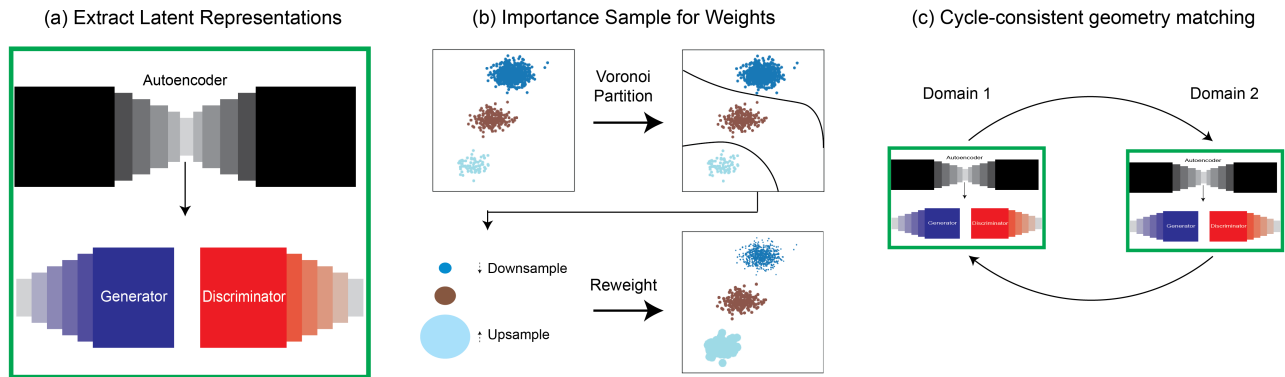 (a) Extract Latent Representations
Autoencoder
Generator
Discriminator
(b) Importance Sample for Weights
Voronoi
Partition
Downsample
Upsample
Reweight
(c) Cycle-consistent geometry matching
Domain 1
Domain 2
Autoencoder
Generator
Discriminator
Autoencoder
Generator
Discriminator